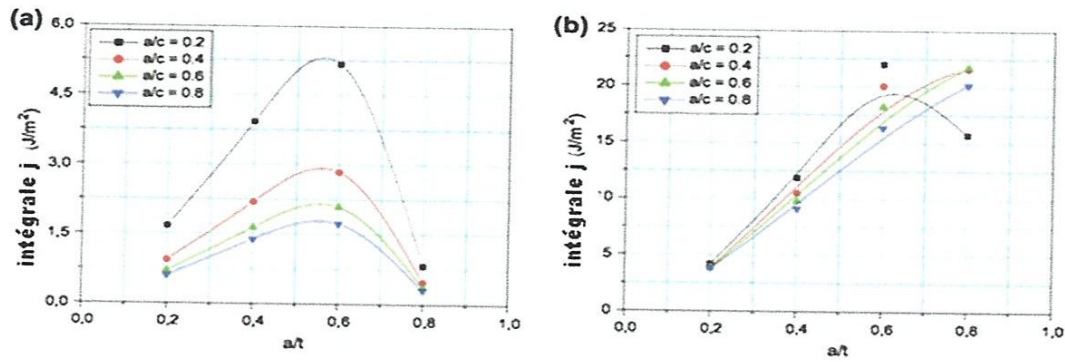 (a)
intégrale j (J/m²)
6,0
4,5
3,0
1,5
0,0
a/c = 0.2
a/c = 0.4
a/c = 0.6
a/c = 0.8
0,0 0,2 0,4 0,6 0,8 1,0
a/t
(b)
intégrale j (J/m²)
25
20
15
10
5
0
a/c = 0.2
a/c = 0.4
a/c = 0.6
a/c = 0.8
0,0 0,2 0,4 0,6 0,8 1,0
a/t